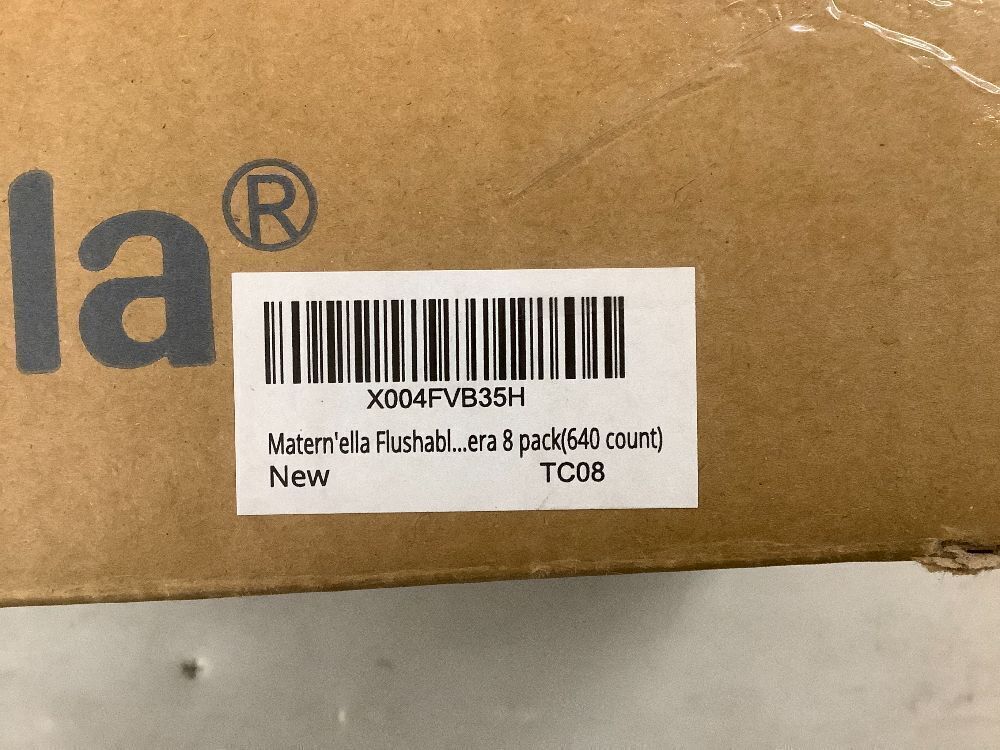 la®
X004FVB35H
Matern'ella Flushabl...era 8 pack(640 count)
New TC08